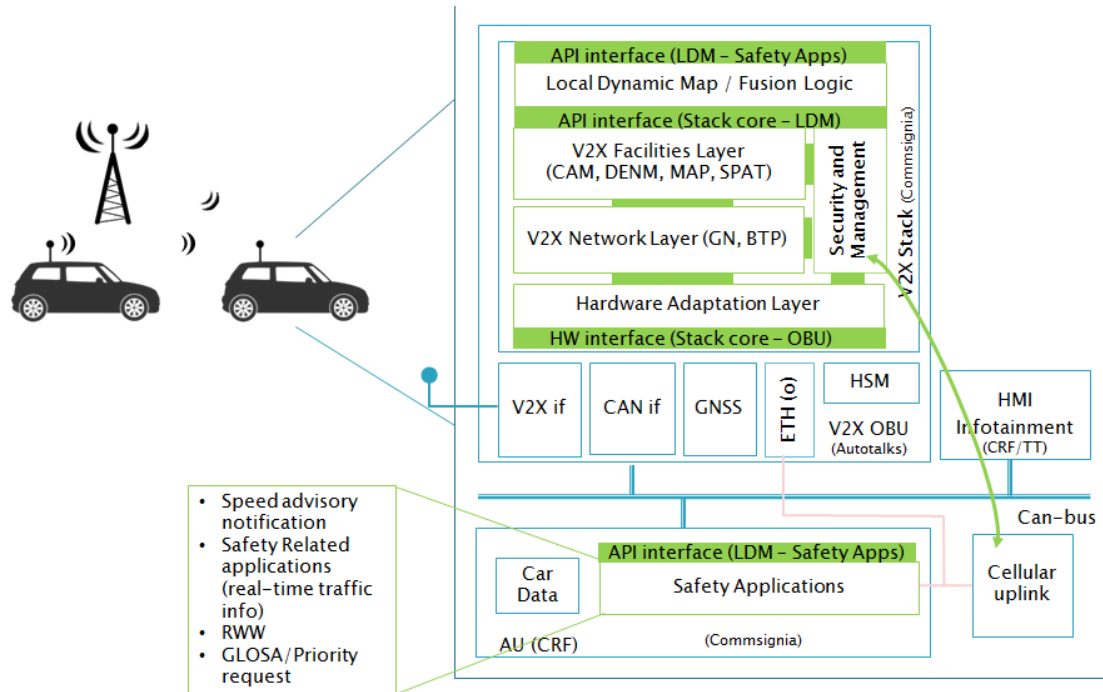 API interface (LDM – Safety Apps)
Local Dynamic Map / Fusion Logic
API interface (Stack core – LDM)
V2X Facilities Layer
(CAM, DENM, MAP, SPAT)
V2X Network Layer (GN, BTP)
Security and
Management
V2X Stack (Commsignia)
Hardware Adaptation Layer
HW interface (Stack core – OBU)
V2X if
CAN if
GNSS
ETH (o)
HSM
V2X OBU
(Autotalks)
HMI
Infotainment
(CRF/TT)
Can-bus
• Speed advisory
notification
• Safety Related
applications
(real-time traffic
info)
• RWW
• GLOSA/Priority
request
API interface (LDM – Safety Apps)
Car
Data
Safety Applications
AU (CRF)
(Commsignia)
Cellular
uplink